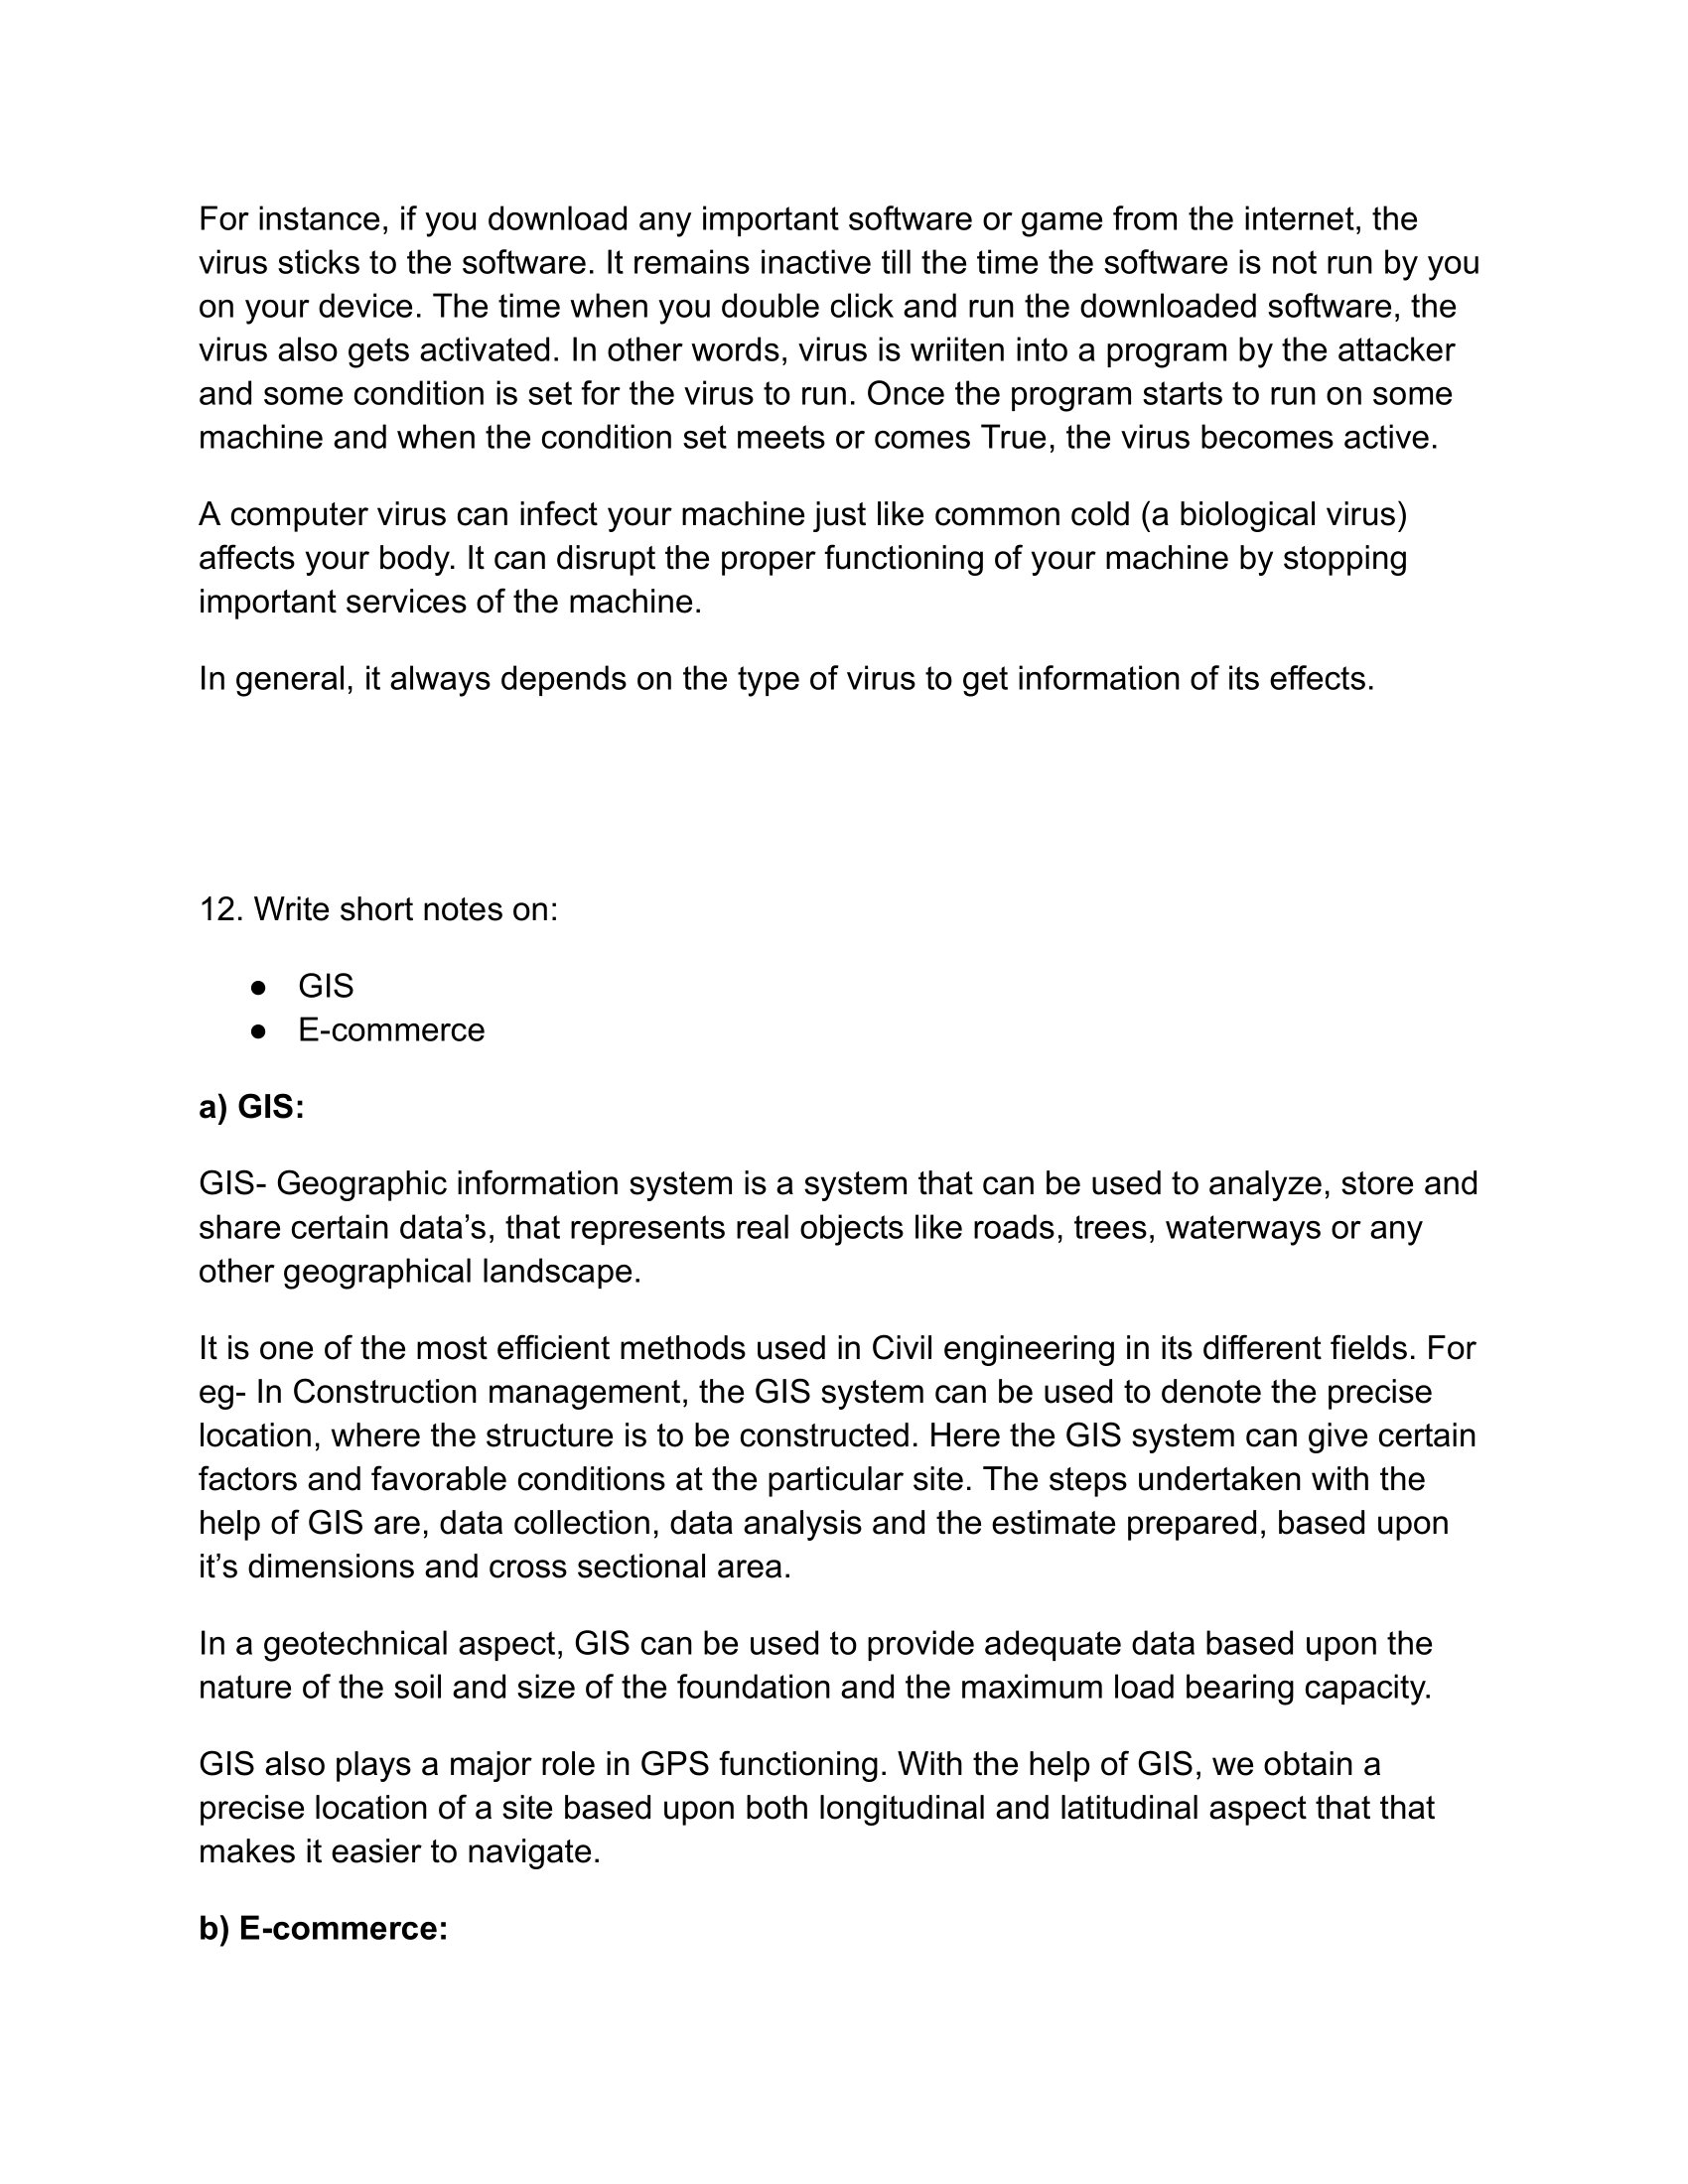 For instance, if you download any important software or game from the internet, the
virus sticks to the software. It remains inactive till the time the software is not run by you
on your device. The time when you double click and run the downloaded software, the
virus also gets activated. In other words, virus is wriiten into a program by the attacker
and some condition is set for the virus to run. Once the program starts to run on some
machine and when the condition set meets or comes True, the virus becomes active.
A computer virus can infect your machine just like common cold (a biological virus)
affects your body. It can disrupt the proper functioning of your machine by stopping
important services of the machine.
In general, it always depends on the type of virus to get information of its effects.
12. Write short notes on:
● GIS
● E-commerce
a) GIS:
GIS- Geographic information system is a system that can be used to analyze, store and
share certain data’s, that represents real objects like roads, trees, waterways or any
other geographical landscape.
It is one of the most efficient methods used in Civil engineering in its different fields. For
eg- In Construction management, the GIS system can be used to denote the precise
location, where the structure is to be constructed. Here the GIS system can give certain
factors and favorable conditions at the particular site. The steps undertaken with the
help of GIS are, data collection, data analysis and the estimate prepared, based upon
it’s dimensions and cross sectional area.
In a geotechnical aspect, GIS can be used to provide adequate data based upon the
nature of the soil and size of the foundation and the maximum load bearing capacity.
GIS also plays a major role in GPS functioning. With the help of GIS, we obtain a
precise location of a site based upon both longitudinal and latitudinal aspect that that
makes it easier to navigate.
b) E-commerce: